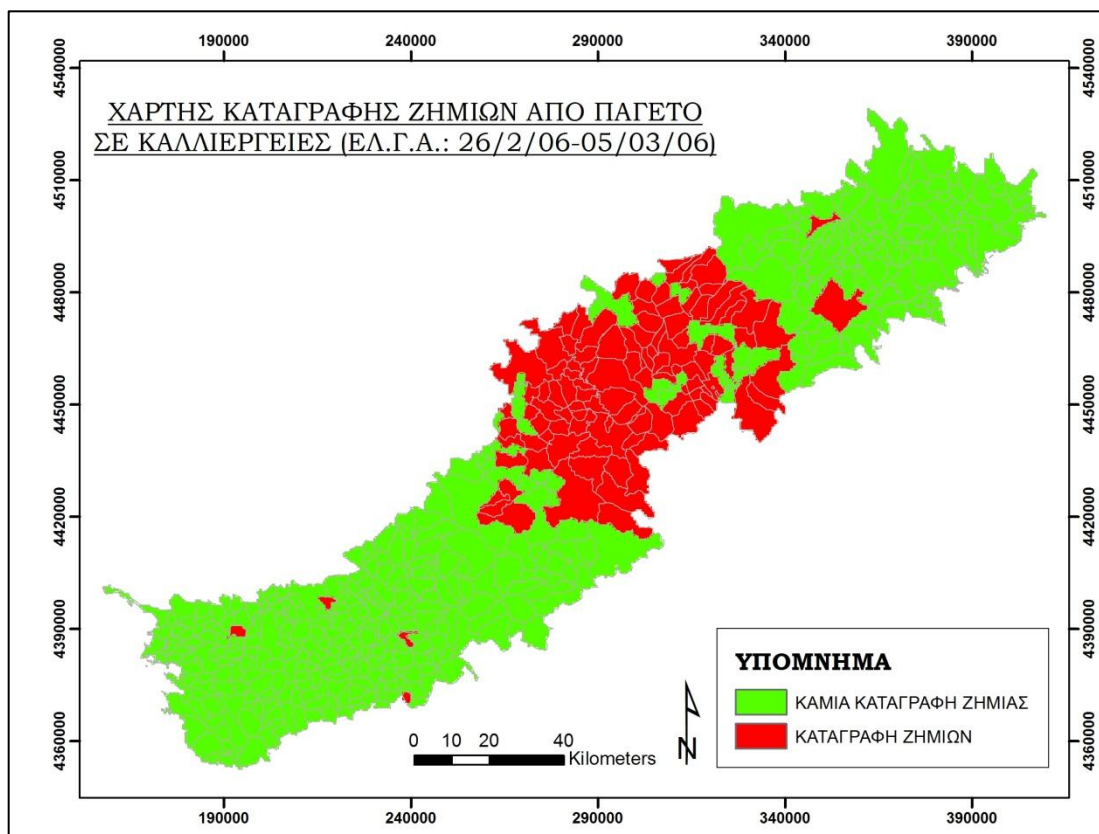 190000 240000 290000 340000 390000
4540000 4540000
ΧΑΡΤΗΣ ΚΑΤΑΓΡΑΦΗΣ ΖΗΜΙΩΝ ΑΠΟ ΠΑΓΕΤΟ
ΣΕ ΚΑΛΛΙΕΡΓΕΙΕΣ (ΕΛ.Γ.Α.: 26/2/06-05/03/06)
4510000 4510000
4480000 4480000
4450000 4450000
4420000 4420000
4390000 4390000
ΥΠΟΜΝΗΜΑ
ΚΑΜΙΑ ΚΑΤΑΓΡΑΦΗ ΖΗΜΙΑΣ
ΚΑΤΑΓΡΑΦΗ ΖΗΜΙΩΝ
4360000 4360000
0 10 20 40
Kilometers
N
190000 240000 290000 340000 390000